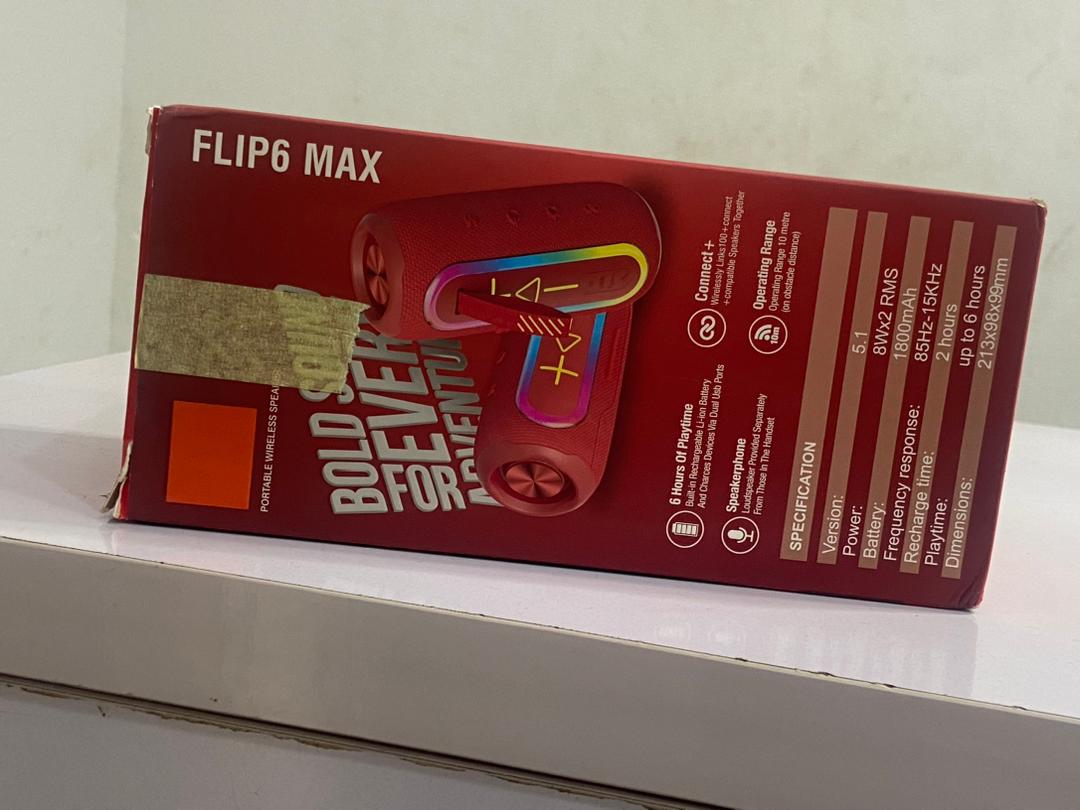 FLIP6 MAX
PORTABLE WIRELESS
BOLD
FOR EVERY
Connect+
Wirelessly Links100+connect
+compatible Speakers Together
Operating Range
Operating Range 10 metre
(on obstacle distance)
10m
6 Hours Of Playtime
Built-in Rechargeable Li-ion Battery
And Charces Devices Via Dual Usb Ports
Speakerphone
Loudspeaker Provided Separately
From Those In The Handset
SPECIFICATION
Version: 5.1
Power: 8Wx2 RMS
Battery: 1800mAh
Frequency response: 85Hz-15KHz
Recharge time: 2 hours
Playtime: up to 6 hours
Dimensions: 213x98x99mm